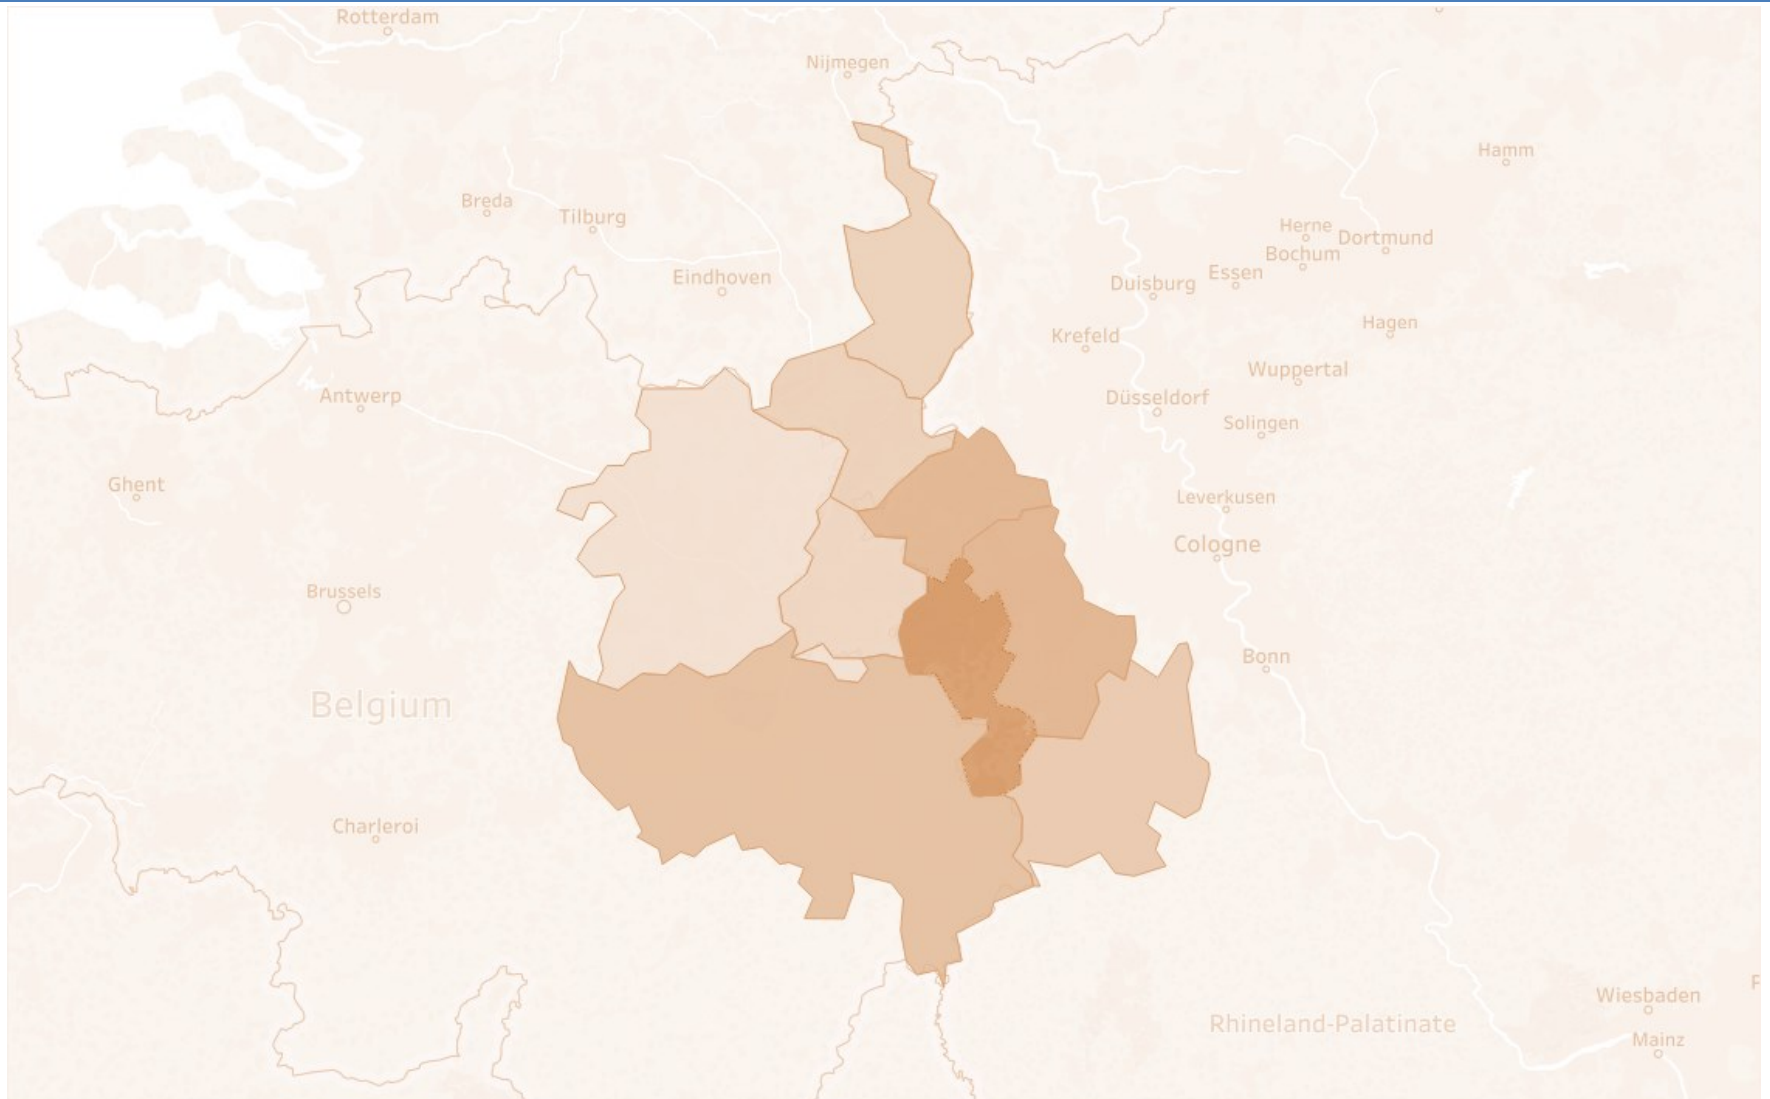 Rotterdam
Nijmegen
Hamm
Breda
Tilburg
Herne
Dortmund
Bochum
Eindhoven
Essen
Duisburg
Hagen
Krefeld
Wuppertal
Antwerp
Düsseldorf
Solingen
Ghent
Leverkusen
Cologne
Brussels
Bonn
Belgium
Charleroi
Wiesbaden
F
Rhineland-Palatinate
Mainz